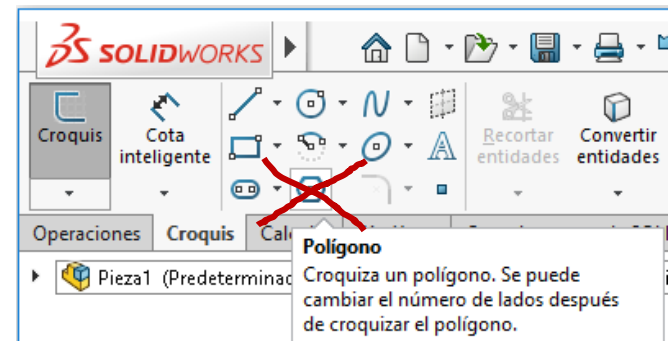 SOLIDWORKS
Croquis
Cota
inteligente
Recortar
entidades
Convertir
entidades
Operaciones
Croquis
Polígono
Croquiza un polígono. Se puede
cambiar el número de lados después
de croquizar el polígono.
Pieza1